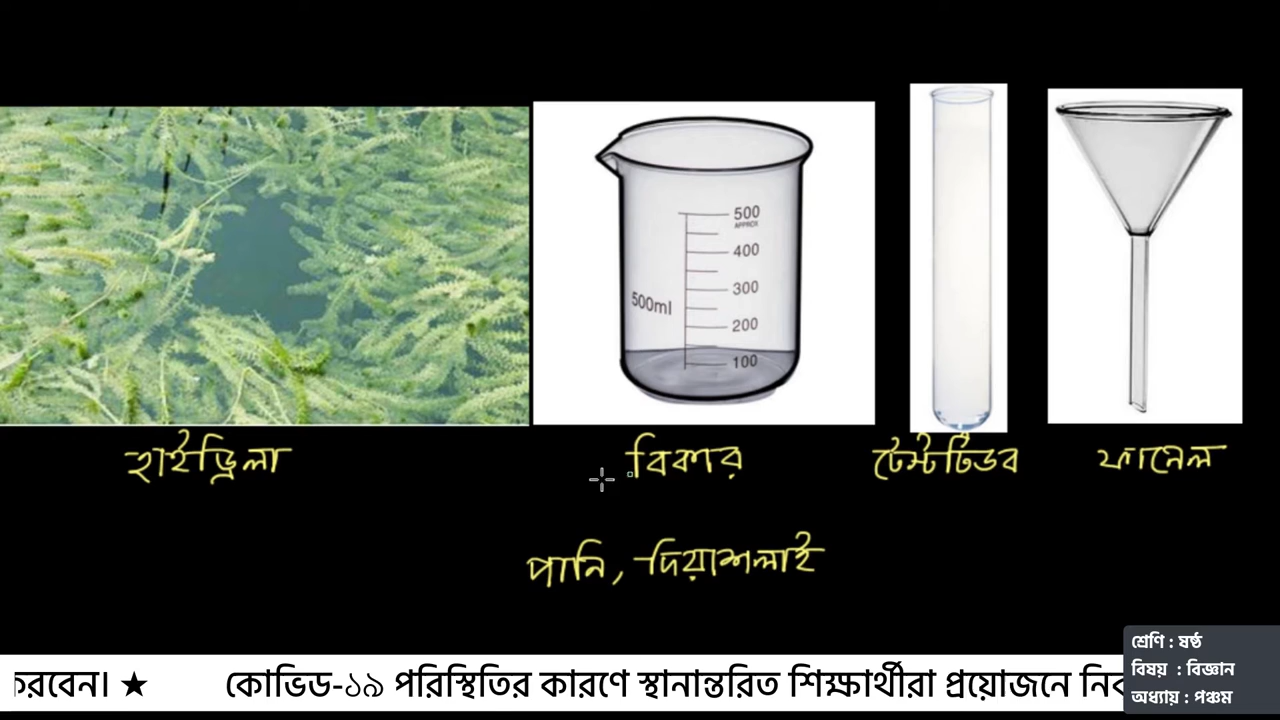 500
APPROX
400
300
500ml
200
100
হাইড্রিলা
বিকার
টেস্টটিউব
ফানেল
পানি, দিয়াশলাই
করবেন। ★ কোভিড-১৯ পরিস্থিতির কারণে স্থানান্তরিত শিক্ষার্থীরা প্রয়োজনে
শ্রেণি : ষষ্ঠ
বিষয় : বিজ্ঞান
অধ্যায় : পঞ্চম